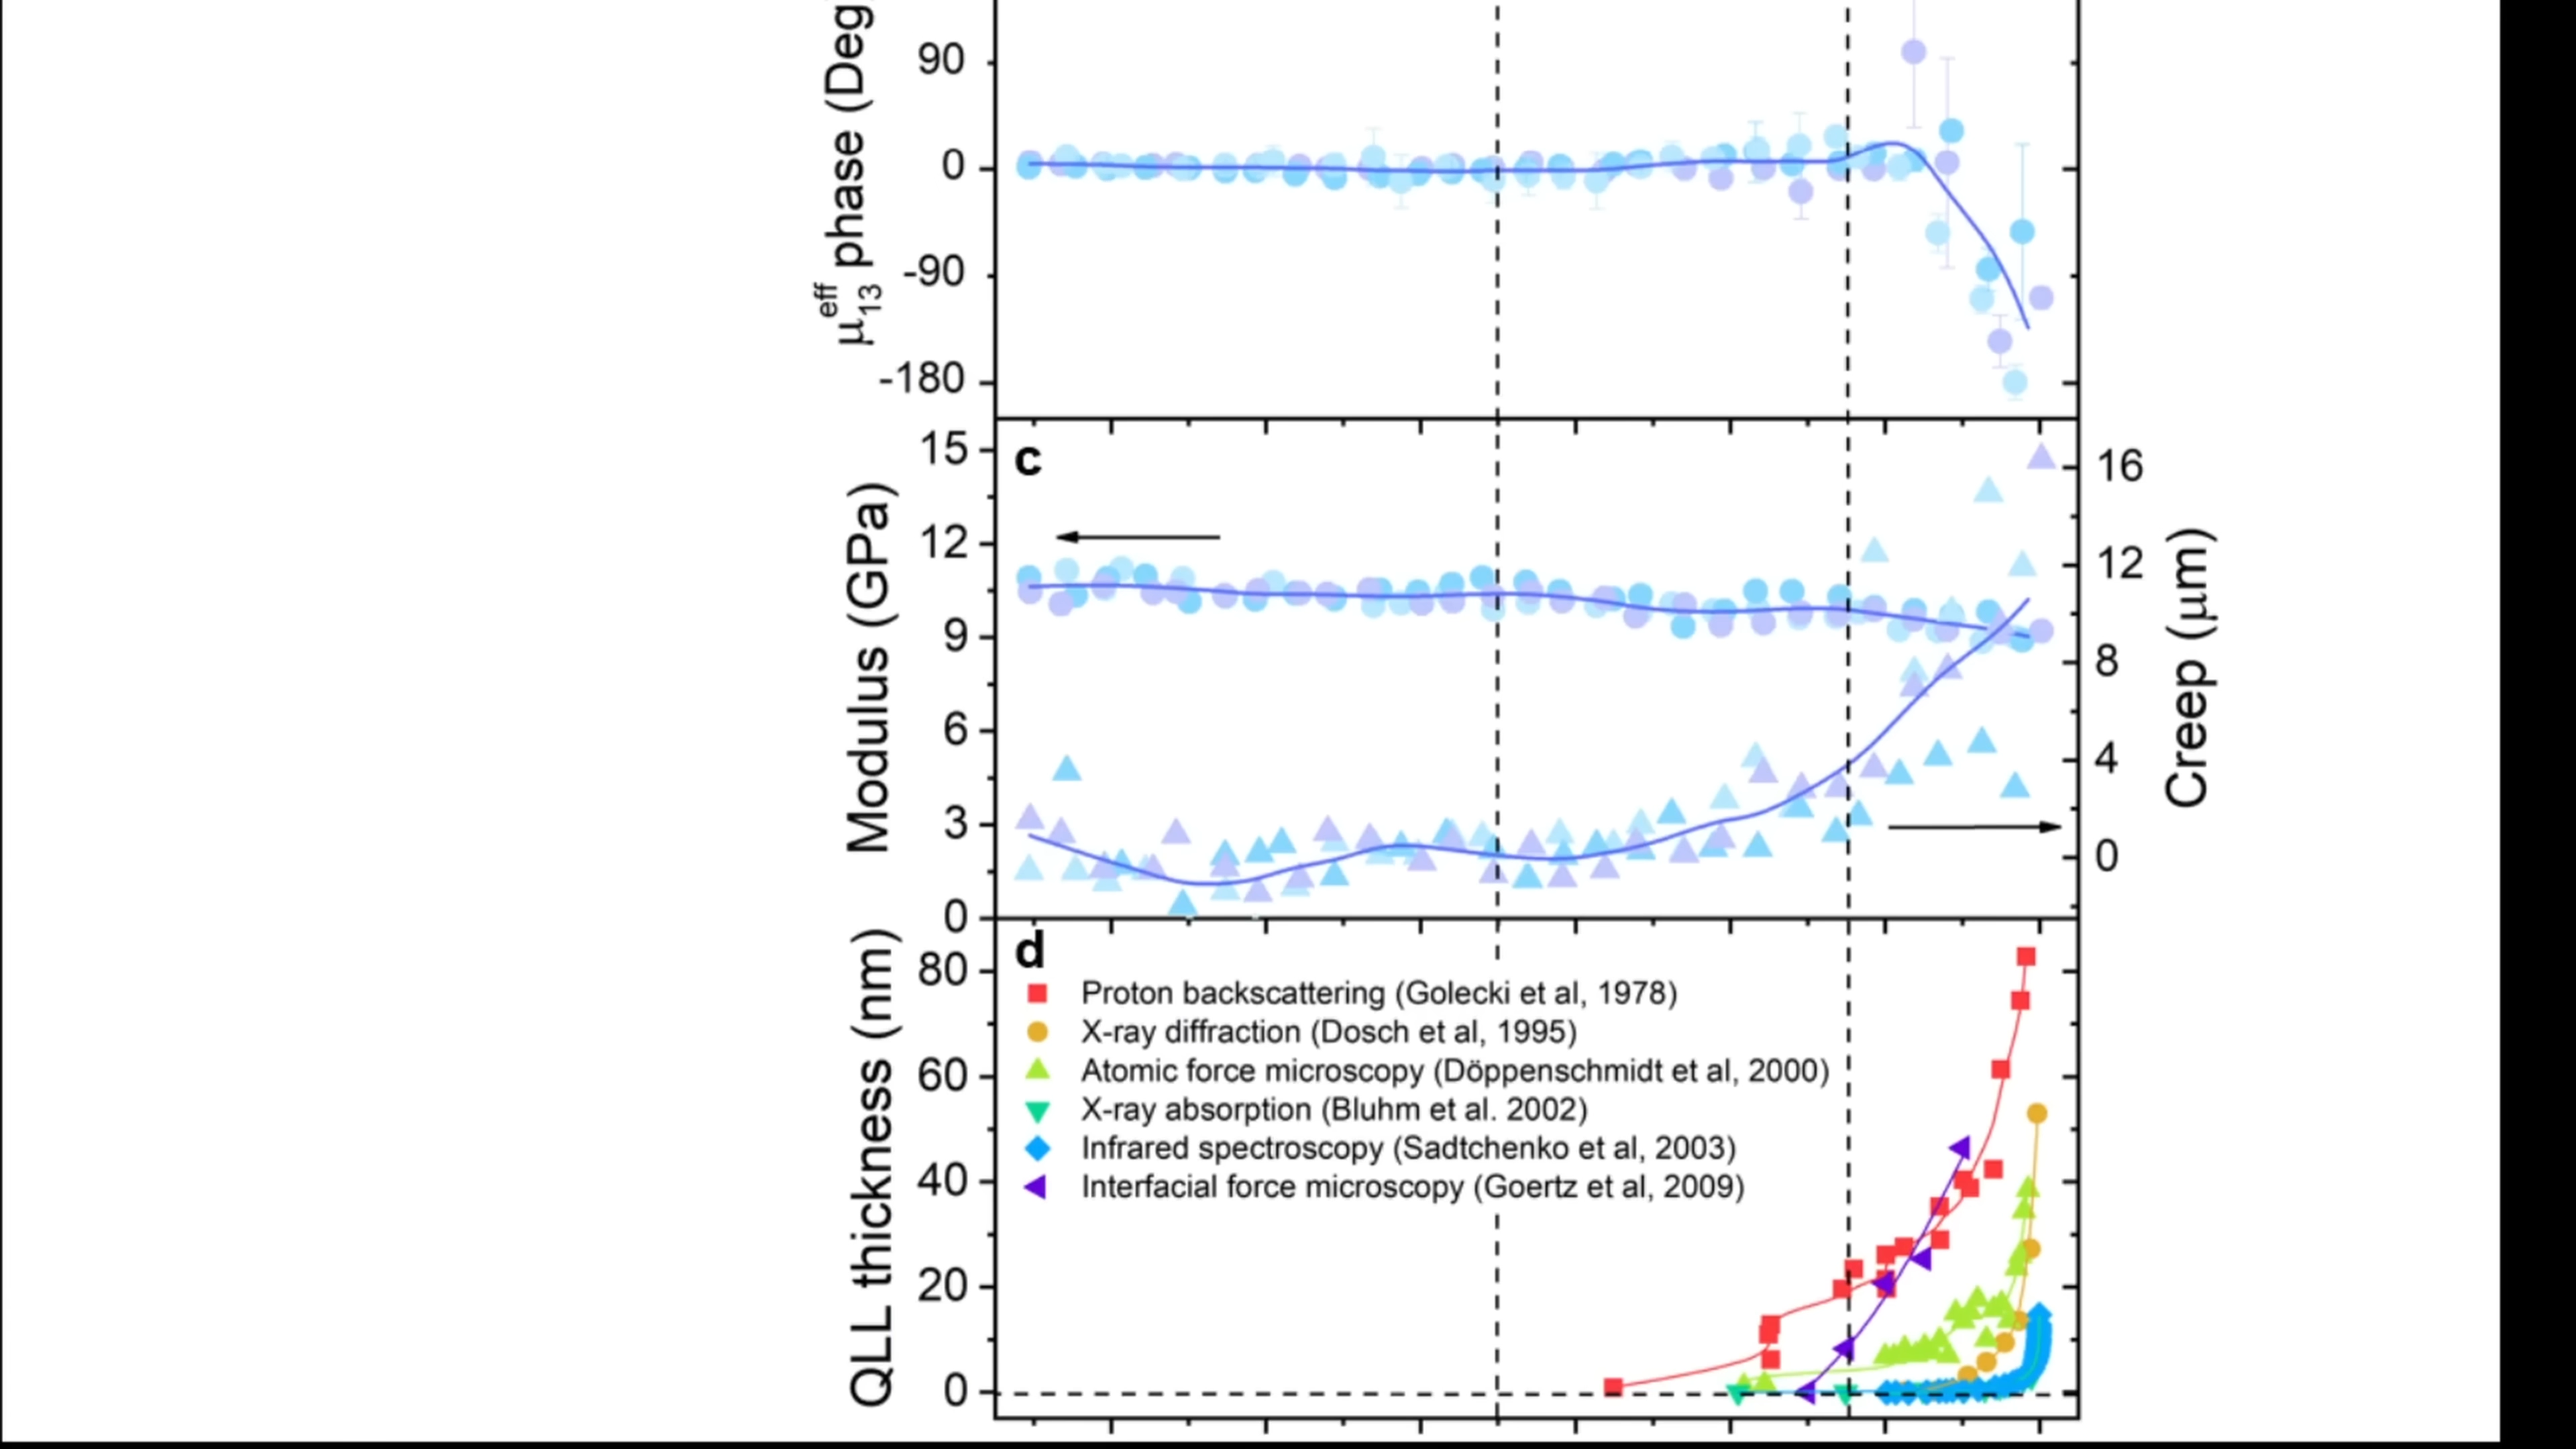 μ13eff phase (Deg
90
0
-90
-180
c
Modulus (GPa)
15
12
9
6
3
0
16
12
8
4
0
Creep (μm)
d
QLL thickness (nm)
80
60
40
20
0
Proton backscattering (Golecki et al, 1978)
X-ray diffraction (Dosch et al, 1995)
Atomic force microscopy (Döppenschmidt et al, 2000)
X-ray absorption (Bluhm et al. 2002)
Infrared spectroscopy (Sadtchenko et al, 2003)
Interfacial force microscopy (Goertz et al, 2009)